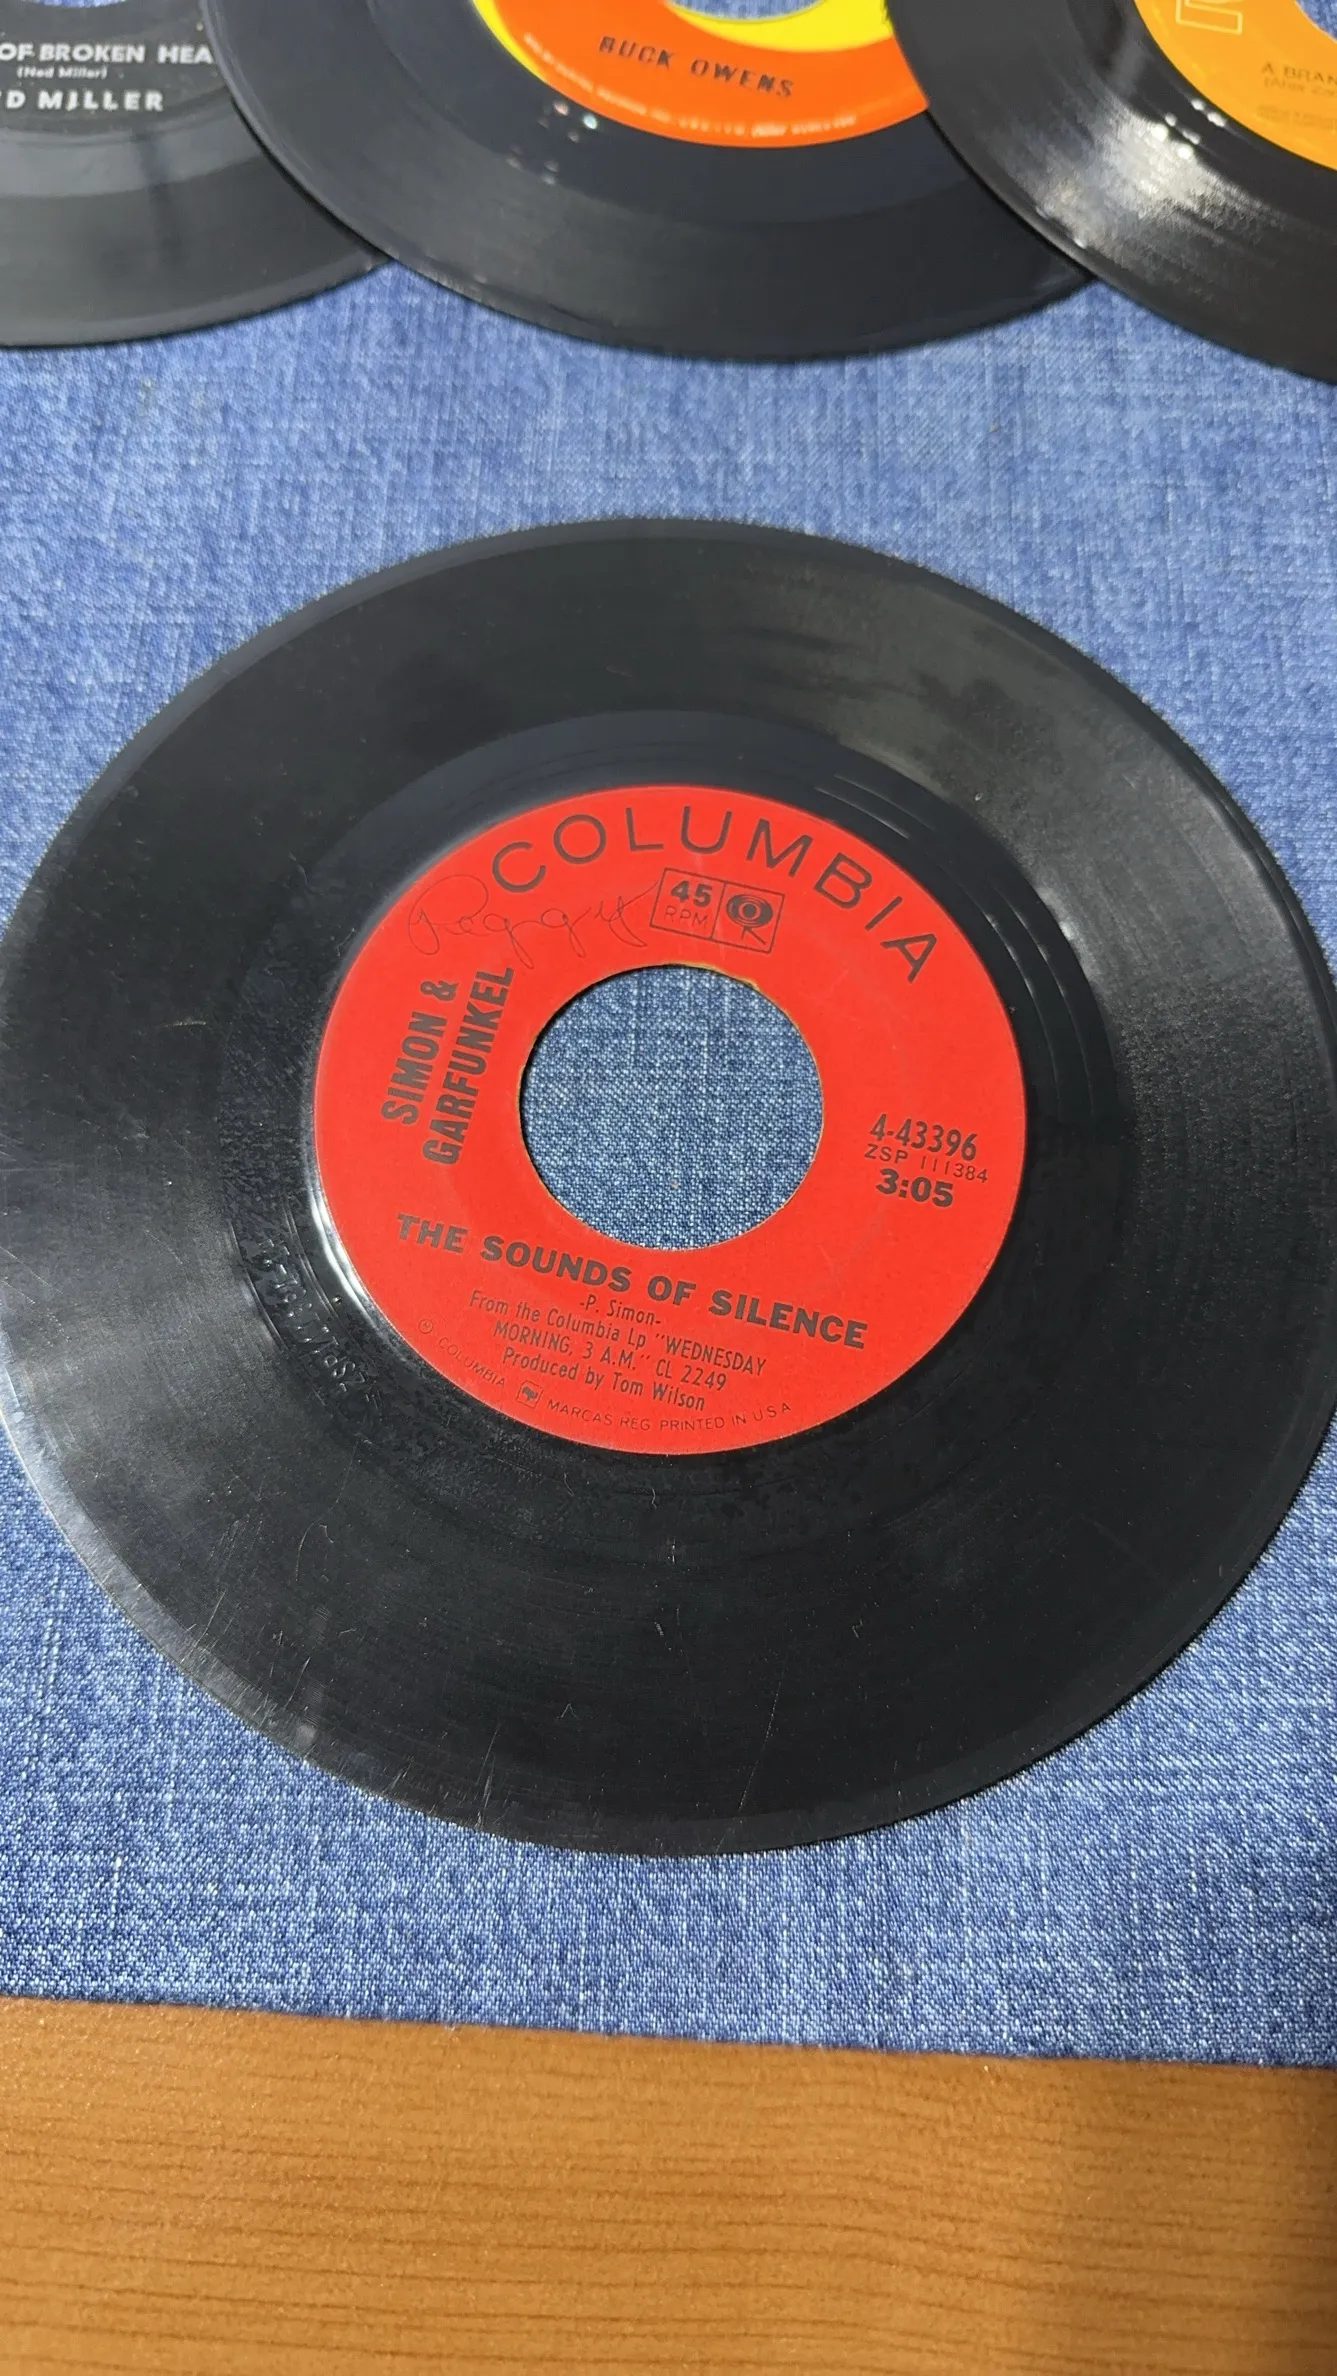 OF BROKEN HEA
(Ned Miller)
D MILLER
BUCK OWENS
A BRAN
COLUMBIA
Peggy
45
RPM
SIMON &
GARFUNKEL
4-43396
ZSP 111384
3:05
THE SOUNDS OF SILENCE
-P. Simon-
From the Columbia Lp "WEDNESDAY
MORNING, 3 A.M." CL 2249
Produced by Tom Wilson
COLUMBIA MARCAS REG. PRINTED IN U.S.A.